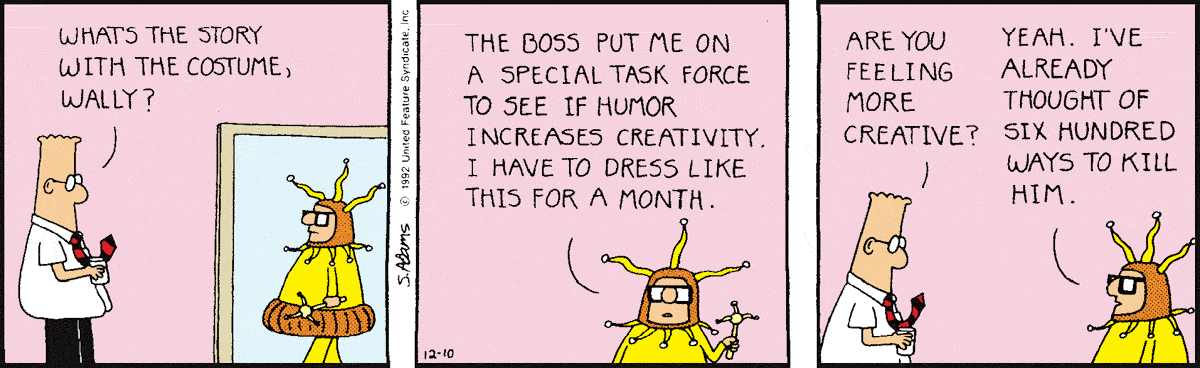 WHAT'S THE STORY
WITH THE COSTUME,
WALLY?
S.Adams
© 1992 United Feature Syndicate, Inc
THE BOSS PUT ME ON
A SPECIAL TASK FORCE
TO SEE IF HUMOR
INCREASES CREATIVITY.
I HAVE TO DRESS LIKE
THIS FOR A MONTH.
12-10
ARE YOU
FEELING
MORE
CREATIVE?
YEAH. I'VE
ALREADY
THOUGHT OF
SIX HUNDRED
WAYS TO KILL
HIM.